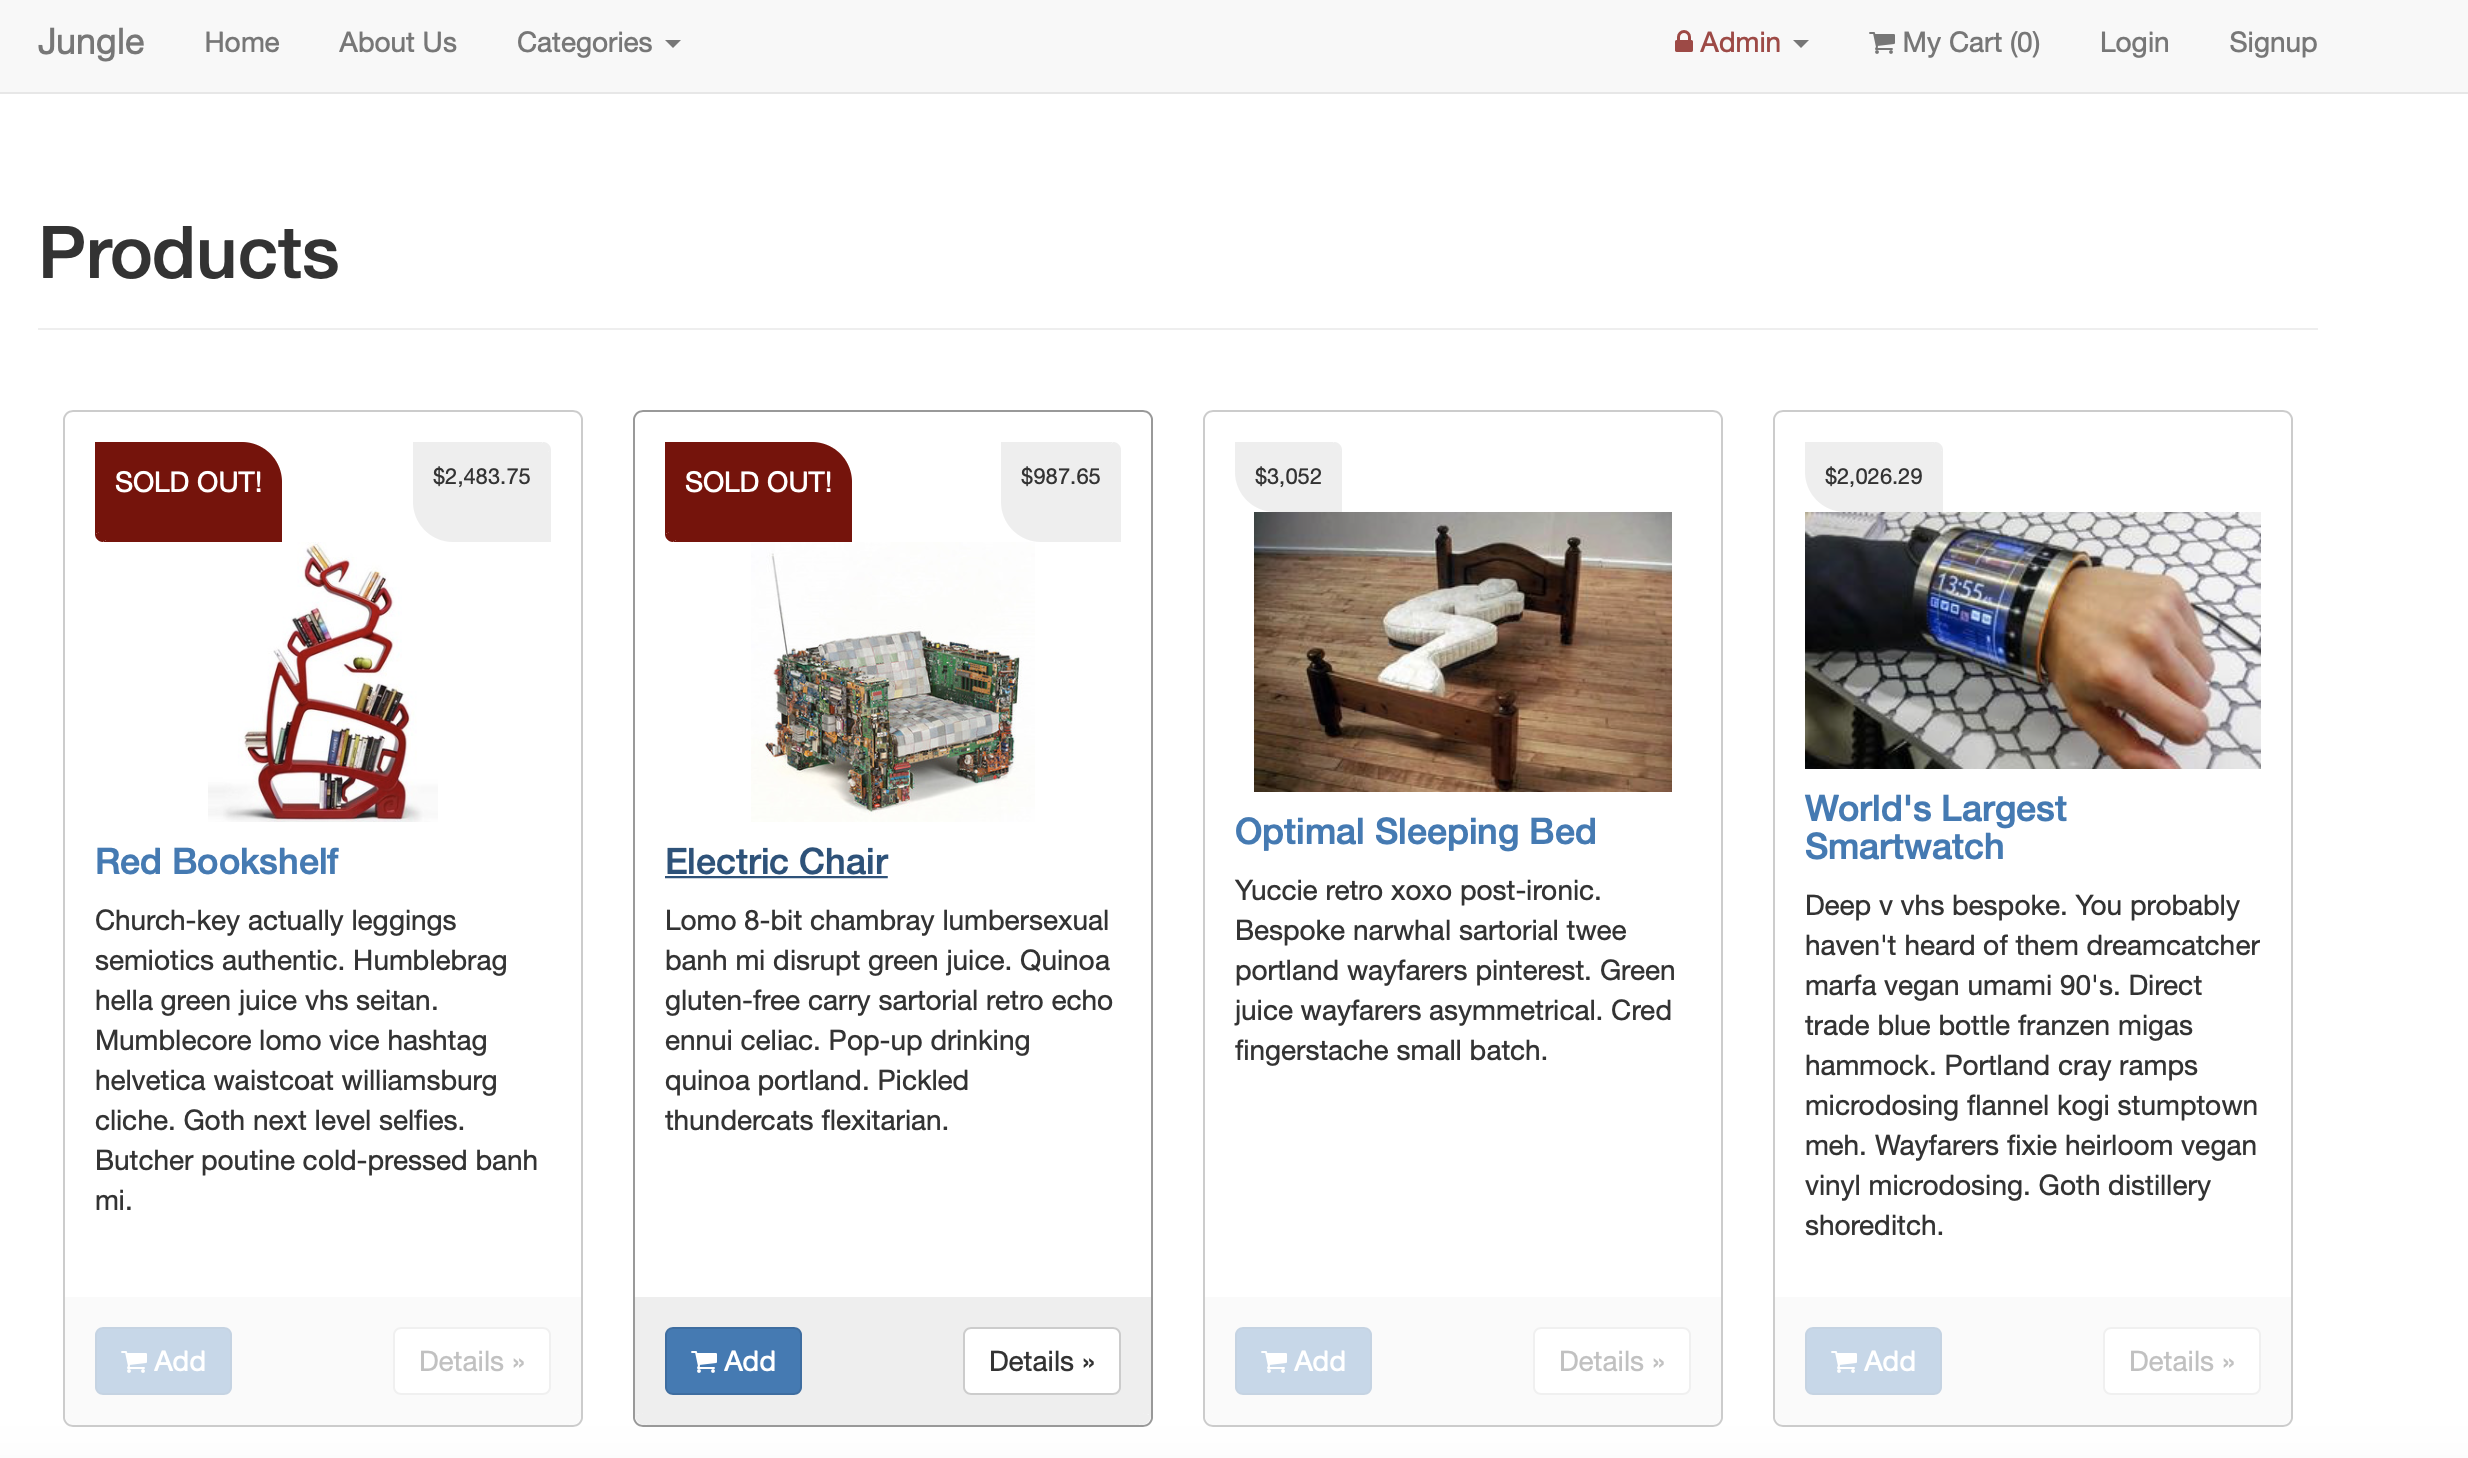 Jungle Home About Us Categories Admin My Cart (0) Login Signup
Products
SOLD OUT! $2,483.75
Red Bookshelf
Church-key actually leggings
semiotics authentic. Humblebrag
hella green juice vhs seitan.
Mumblecore lomo vice hashtag
helvetica waistcoat williamsburg
cliche. Goth next level selfies.
Butcher poutine cold-pressed banh
mi.
Add Details »
SOLD OUT! $987.65
Electric Chair
Lomo 8-bit chambray lumbersexual
banh mi disrupt green juice. Quinoa
gluten-free carry sartorial retro echo
ennui celiac. Pop-up drinking
quinoa portland. Pickled
thundercats flexitarian.
Add Details »
$3,052
Optimal Sleeping Bed
Yuccie retro xoxo post-ironic.
Bespoke narwhal sartorial twee
portland wayfarers pinterest. Green
juice wayfarers asymmetrical. Cred
fingerstache small batch.
Add Details »
$2,026.29
13:55
World's Largest
Smartwatch
Deep v vhs bespoke. You probably
haven't heard of them dreamcatcher
marfa vegan umami 90's. Direct
trade blue bottle franzen migas
hammock. Portland cray ramps
microdosing flannel kogi stumptown
meh. Wayfarers fixie heirloom vegan
vinyl microdosing. Goth distillery
shoreditch.
Add Details »